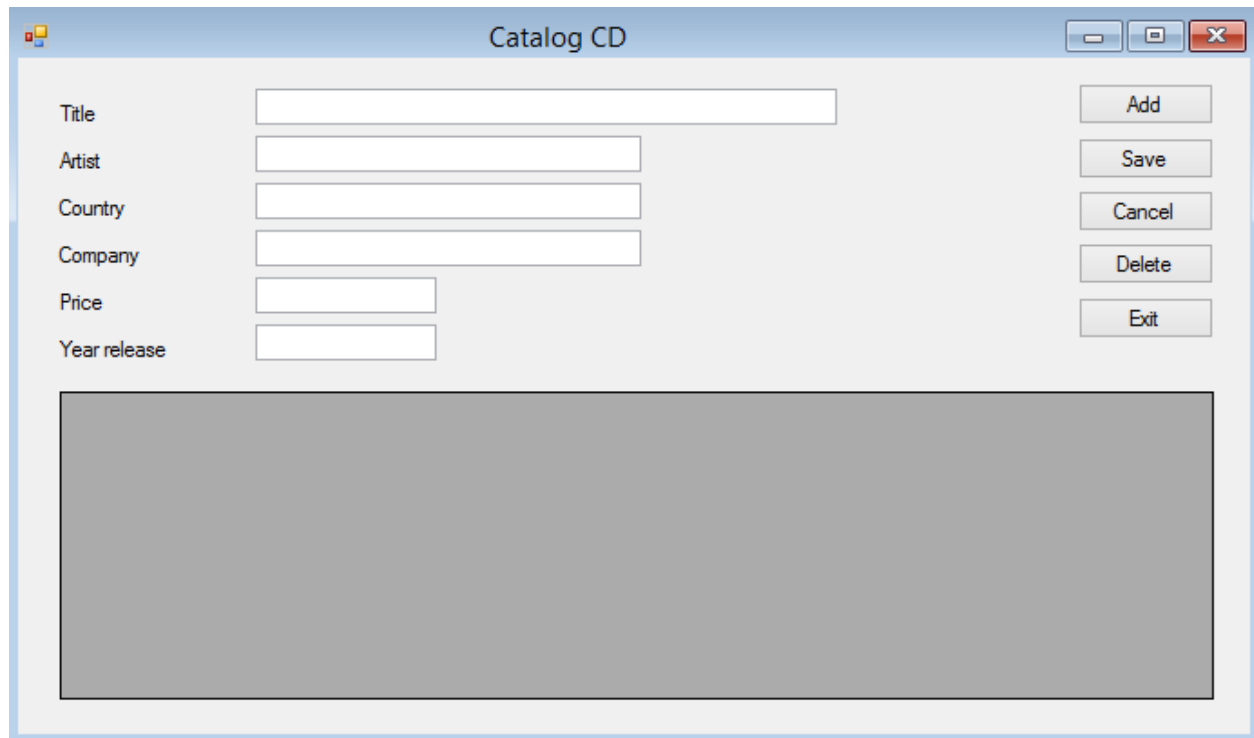 Catalog CD
Title
Add
Artist
Save
Country
Cancel
Company
Delete
Price
Exit
Year release